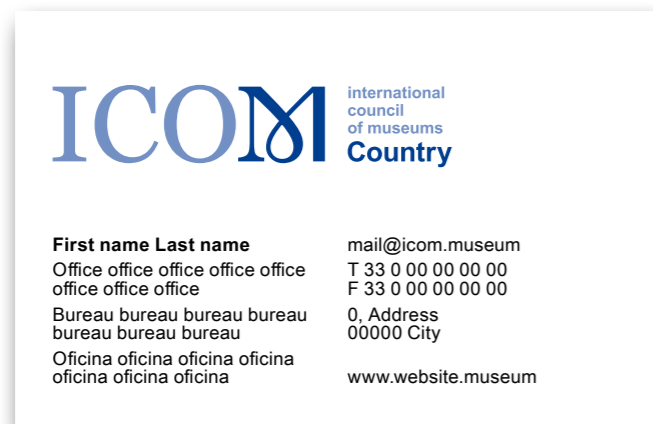 ICOM
international
council
of museums
Country
First name Last name
Office office office office office
office office office
Bureau bureau bureau bureau
bureau bureau bureau
Oficina oficina oficina oficina
oficina oficina oficina
mail@icom.museum
T 33 0 00 00 00 00
F 33 0 00 00 00 00
0, Address
00000 City
www.website.museum